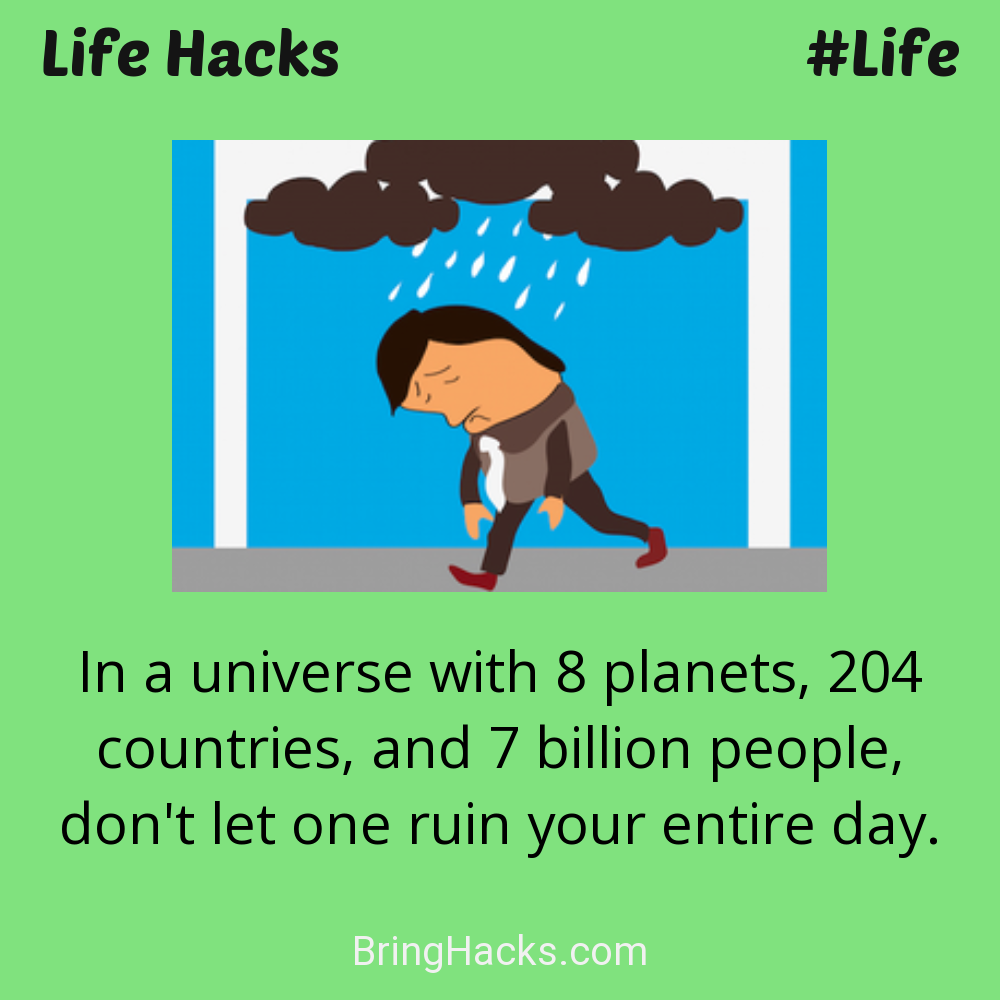 Life Hacks #Life
In a universe with 8 planets, 204
countries, and 7 billion people,
don't let one ruin your entire day.
BringHacks.com